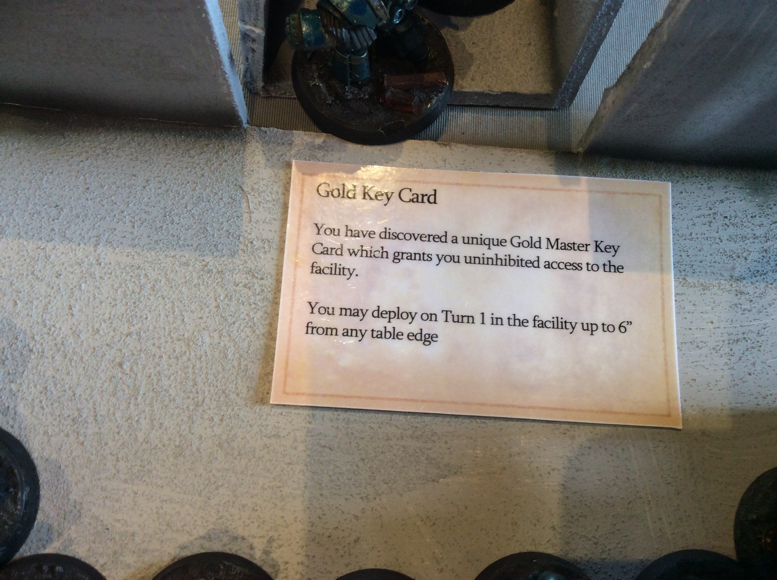 Gold Key Card
You have discovered a unique Gold Master Key
Card which grants you uninhibited access to the
facility.
You may deploy on Turn 1 in the facility up to 6”
from any table edge